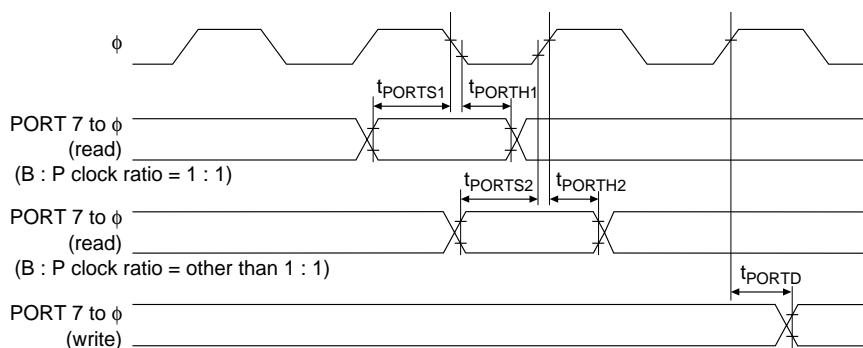 ϕ
tPORTS1
tPORTH1
PORT 7 to ϕ
(read)
(B : P clock ratio = 1 : 1)
tPORTS2
tPORTH2
PORT 7 to ϕ
(read)
(B : P clock ratio = other than 1 : 1)
tPORTD
PORT 7 to ϕ
(write)